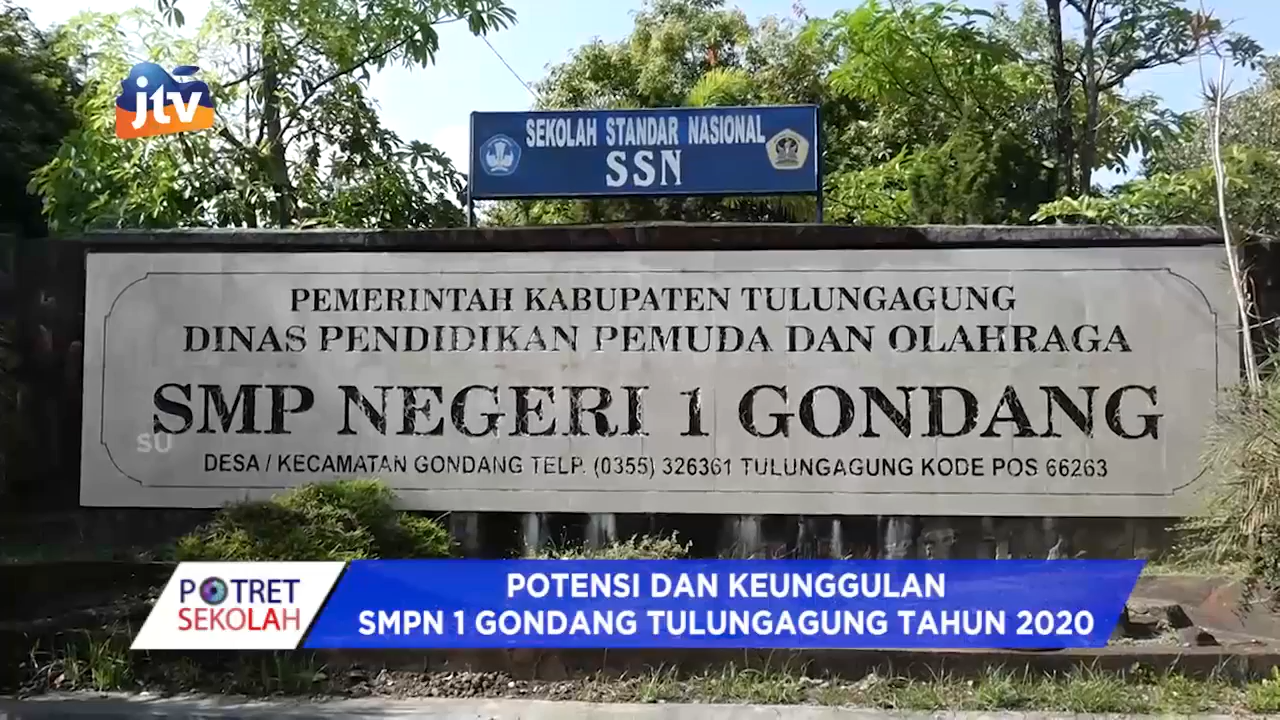 jtv
SEKOLAH STANDAR NASIONAL
SSN
PEMERINTAH KABUPATEN TULUNGAGUNG
DINAS PENDIDIKAN PEMUDA DAN OLAHRAGA
SMP NEGERI 1 GONDANG
SU
DESA / KECAMATAN GONDANG TELP. (0355) 326361 TULUNGAGUNG KODE POS 66263
POTRET
SEKOLAH
POTENSI DAN KEUNGGULAN
SMPN 1 GONDANG TULUNGAGUNG TAHUN 2020